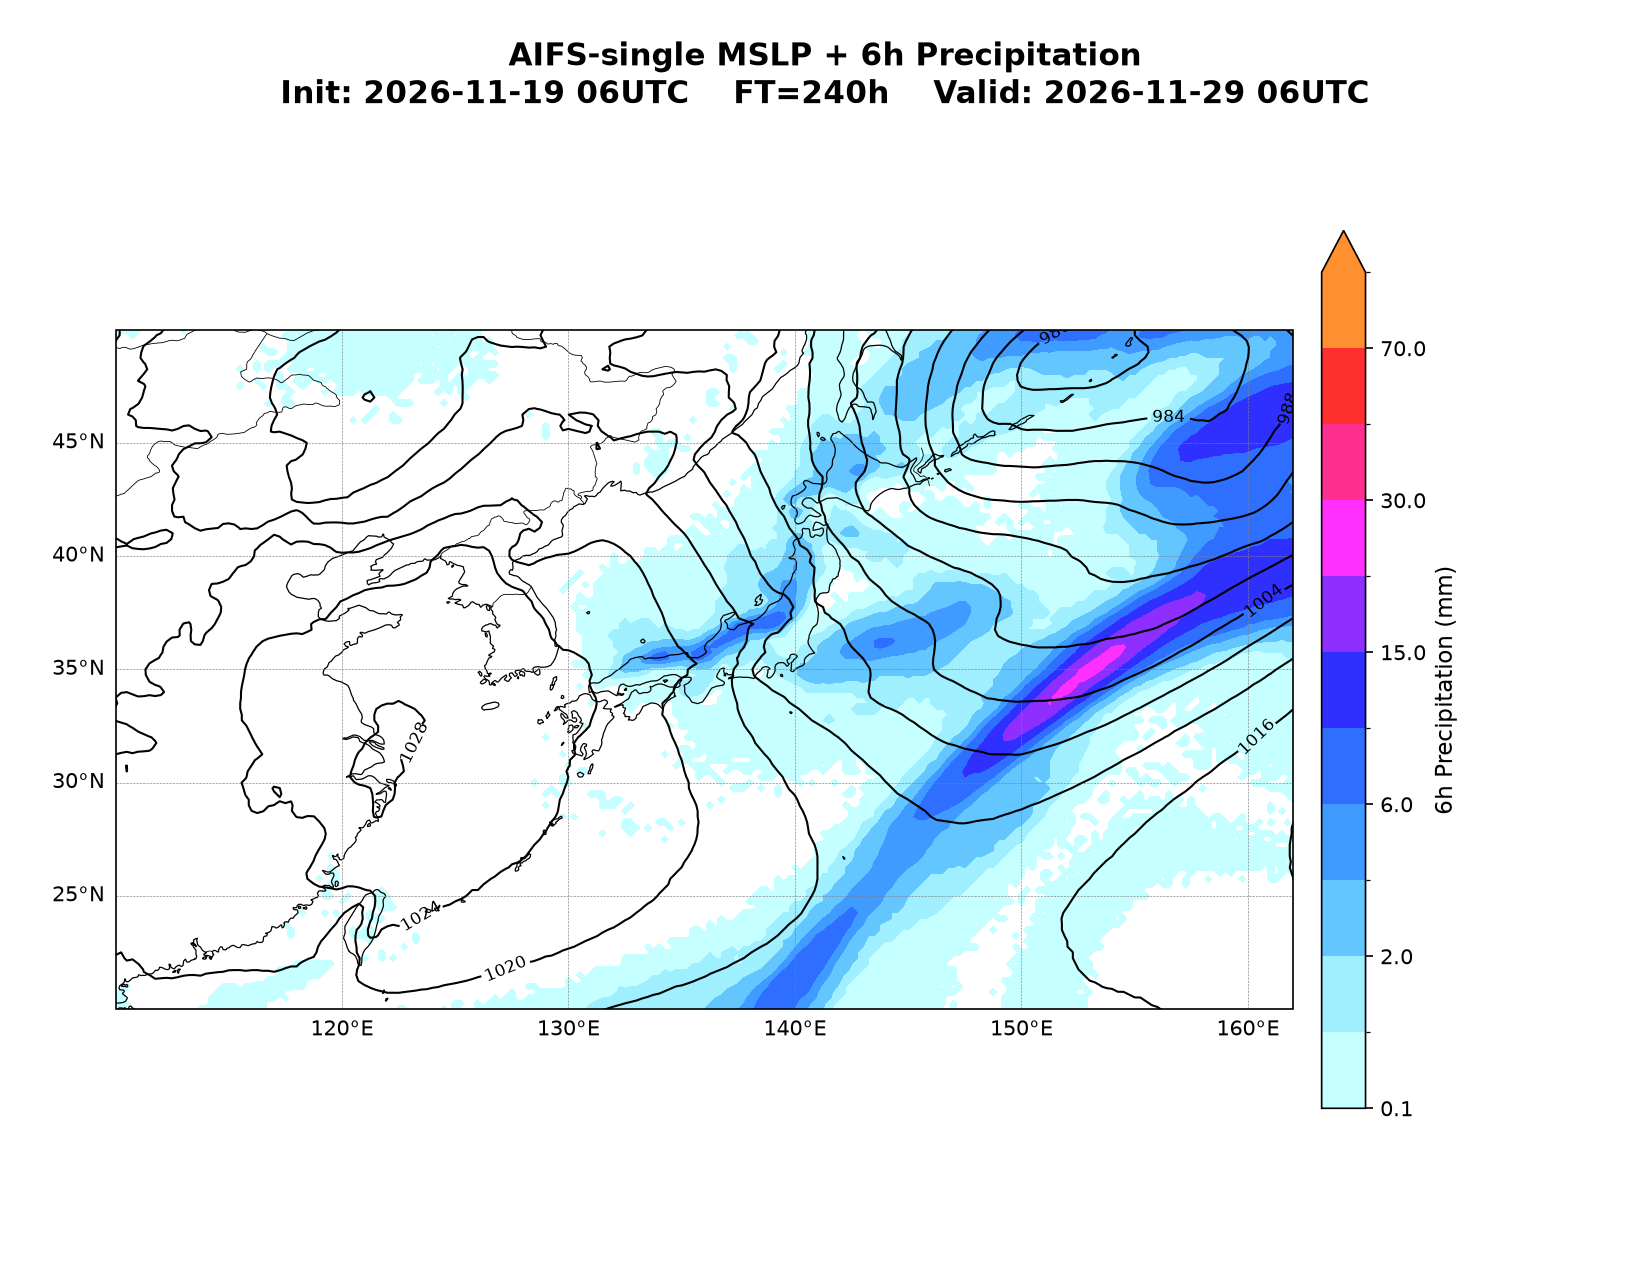 AIFS-single MSLP + 6h Precipitation
Init: 2026-11-19 06UTC    FT=240h    Valid: 2026-11-29 06UTC
984
988
1004
1016
1028
1024
1020
45°N
40°N
35°N
30°N
25°N
120°E
130°E
140°E
150°E
160°E
70.0
30.0
15.0
6.0
2.0
0.1
6h Precipitation (mm)